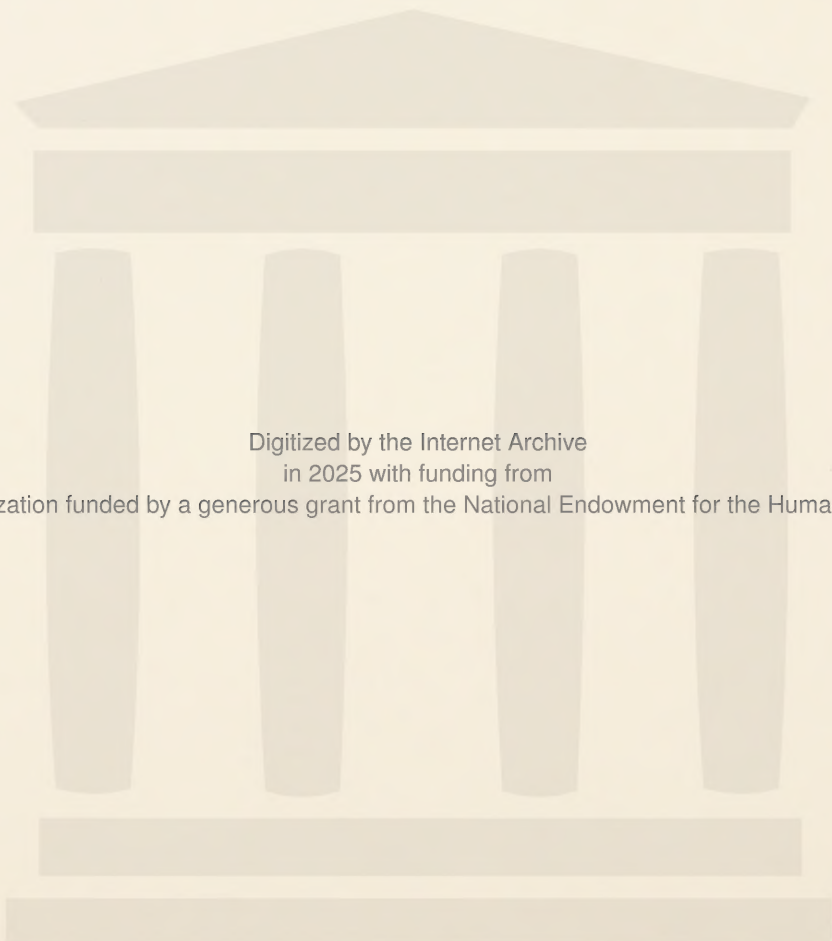 Digitized by the Internet Archive
in 2025 with funding from
zation funded by a generous grant from the National Endowment for the Huma